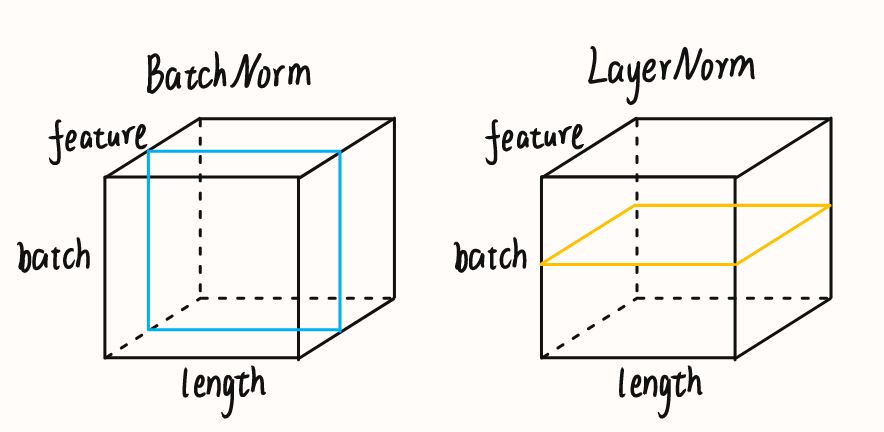 BatchNorm
feature
batch
length
LayerNorm
feature
batch
length